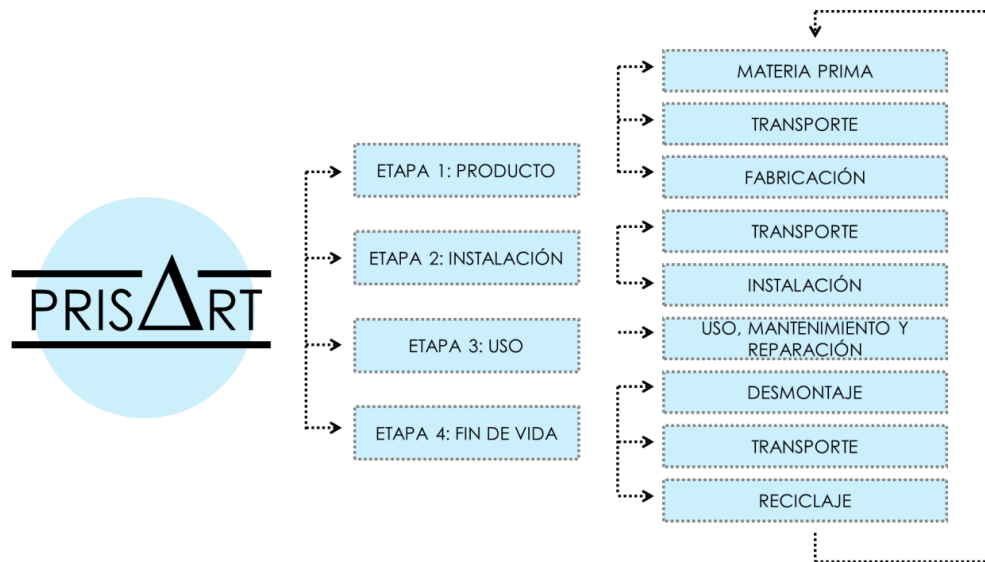 PRISART
ETAPA 1: PRODUCTO
ETAPA 2: INSTALACIÓN
ETAPA 3: USO
ETAPA 4: FIN DE VIDA
MATERIA PRIMA
TRANSPORTE
FABRICACIÓN
TRANSPORTE
INSTALACIÓN
USO, MANTENIMIENTO Y
REPARACIÓN
DESMONTAJE
TRANSPORTE
RECICLAJE